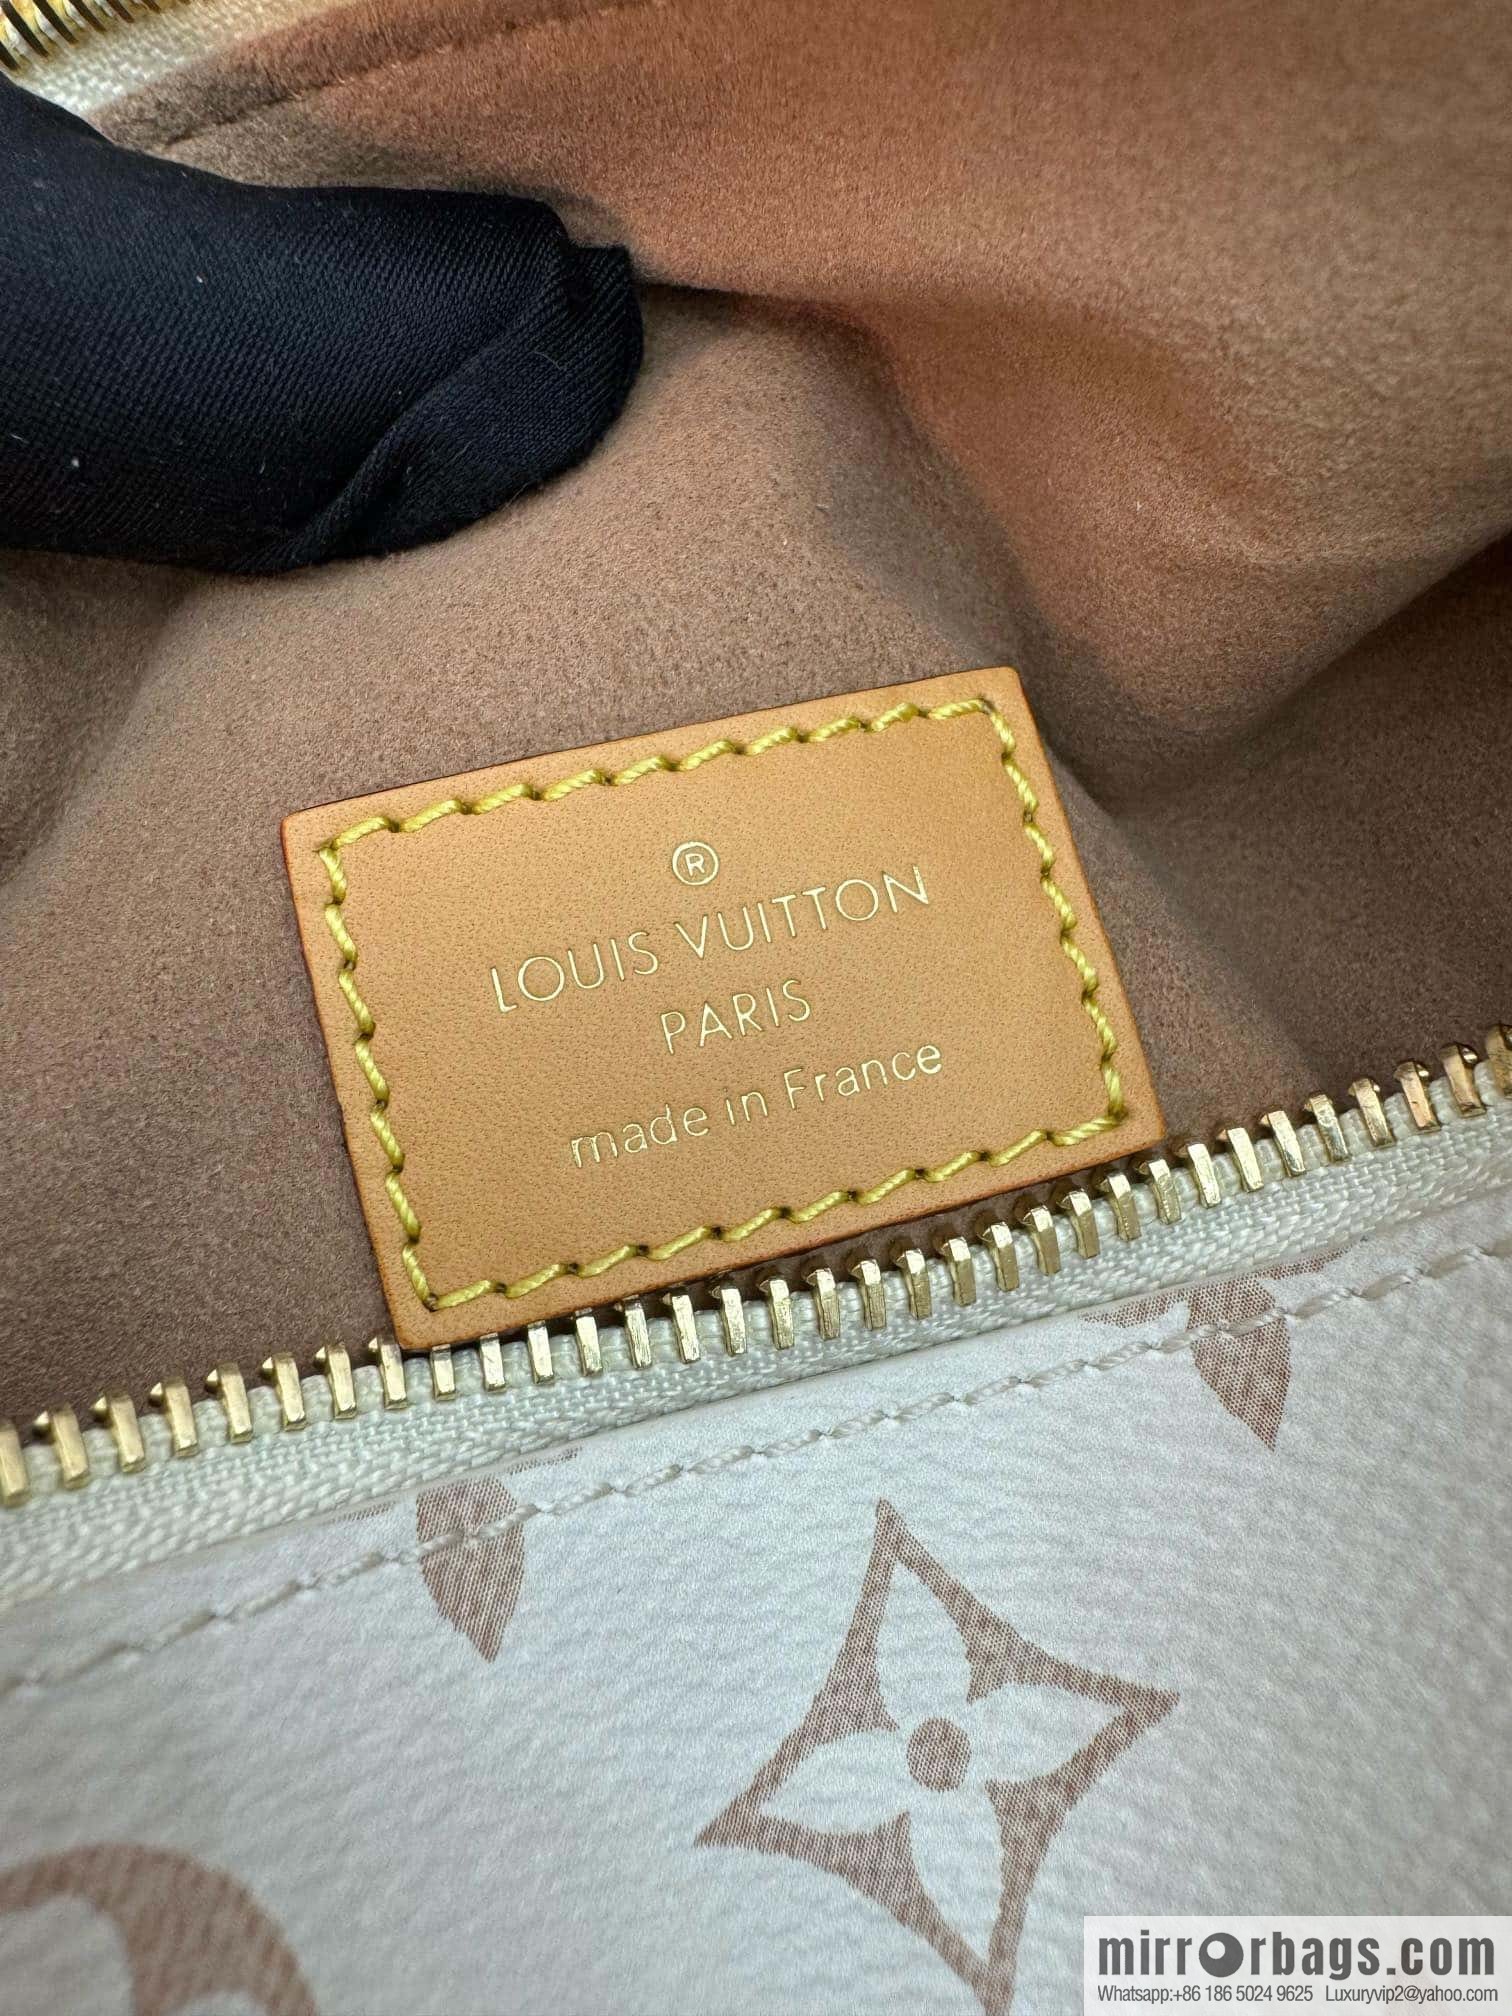 ®
LOUIS VUITTON
PARIS
made in France
mirrorbags.com
Whatsapp:+86 186 5024 9625 Luxuryvip2@yahoo.com